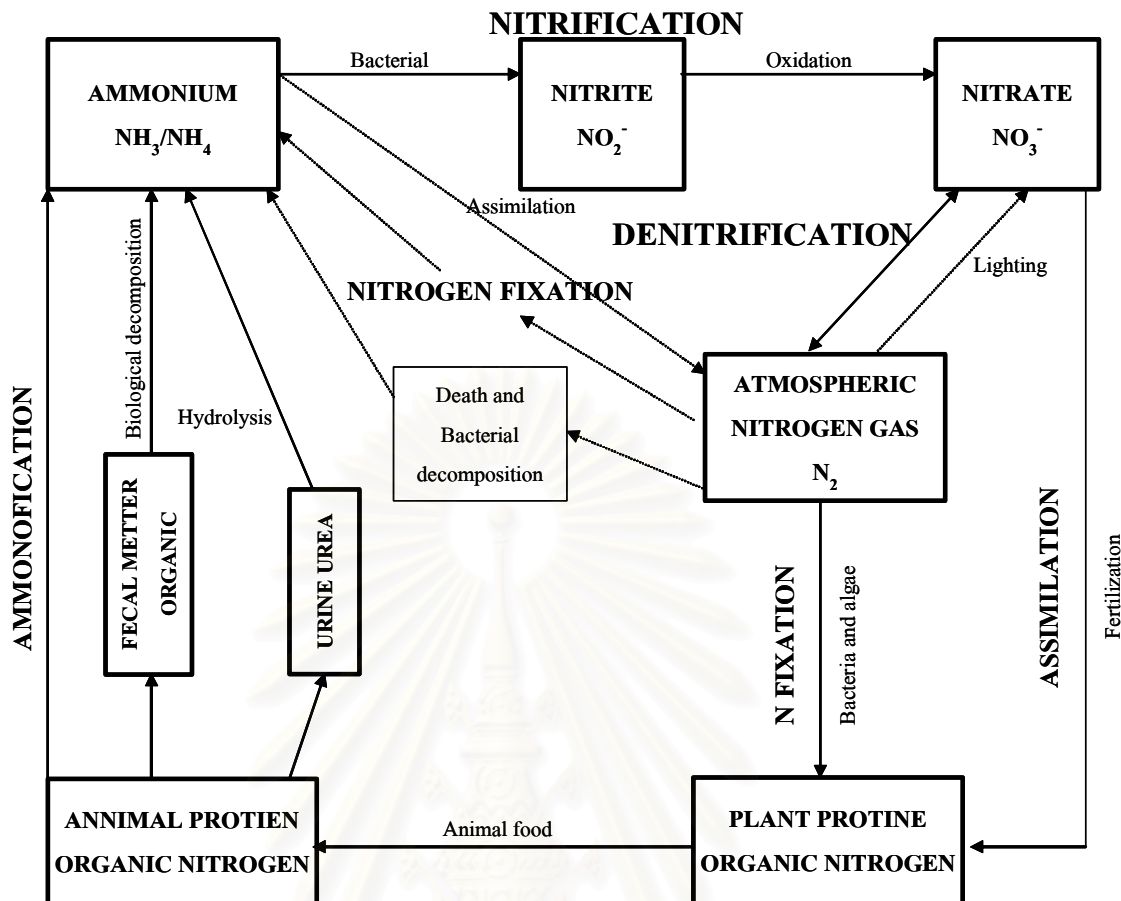 NITRIFICATION
Bacterial
Oxidation
AMMONIUM
NH₃/NH₄
NITRITE
NO₂⁻
NITRATE
NO₃⁻
Assimilation
DENITRIFICATION
Lighting
NITROGEN FIXATION
Biological decomposition
Hydrolysis
Death and
Bacterial
decomposition
ATMOSPHERIC
NITROGEN GAS
N₂
AMMONOFICATION
FECAL METTER
ORGANIC
URINE UREA
N FIXATION
Bacteria and algae
ASSIMILATION
Fertilization
ANNIMAL PROTIEN
ORGANIC NITROGEN
Animal food
PLANT PROTINE
ORGANIC NITROGEN